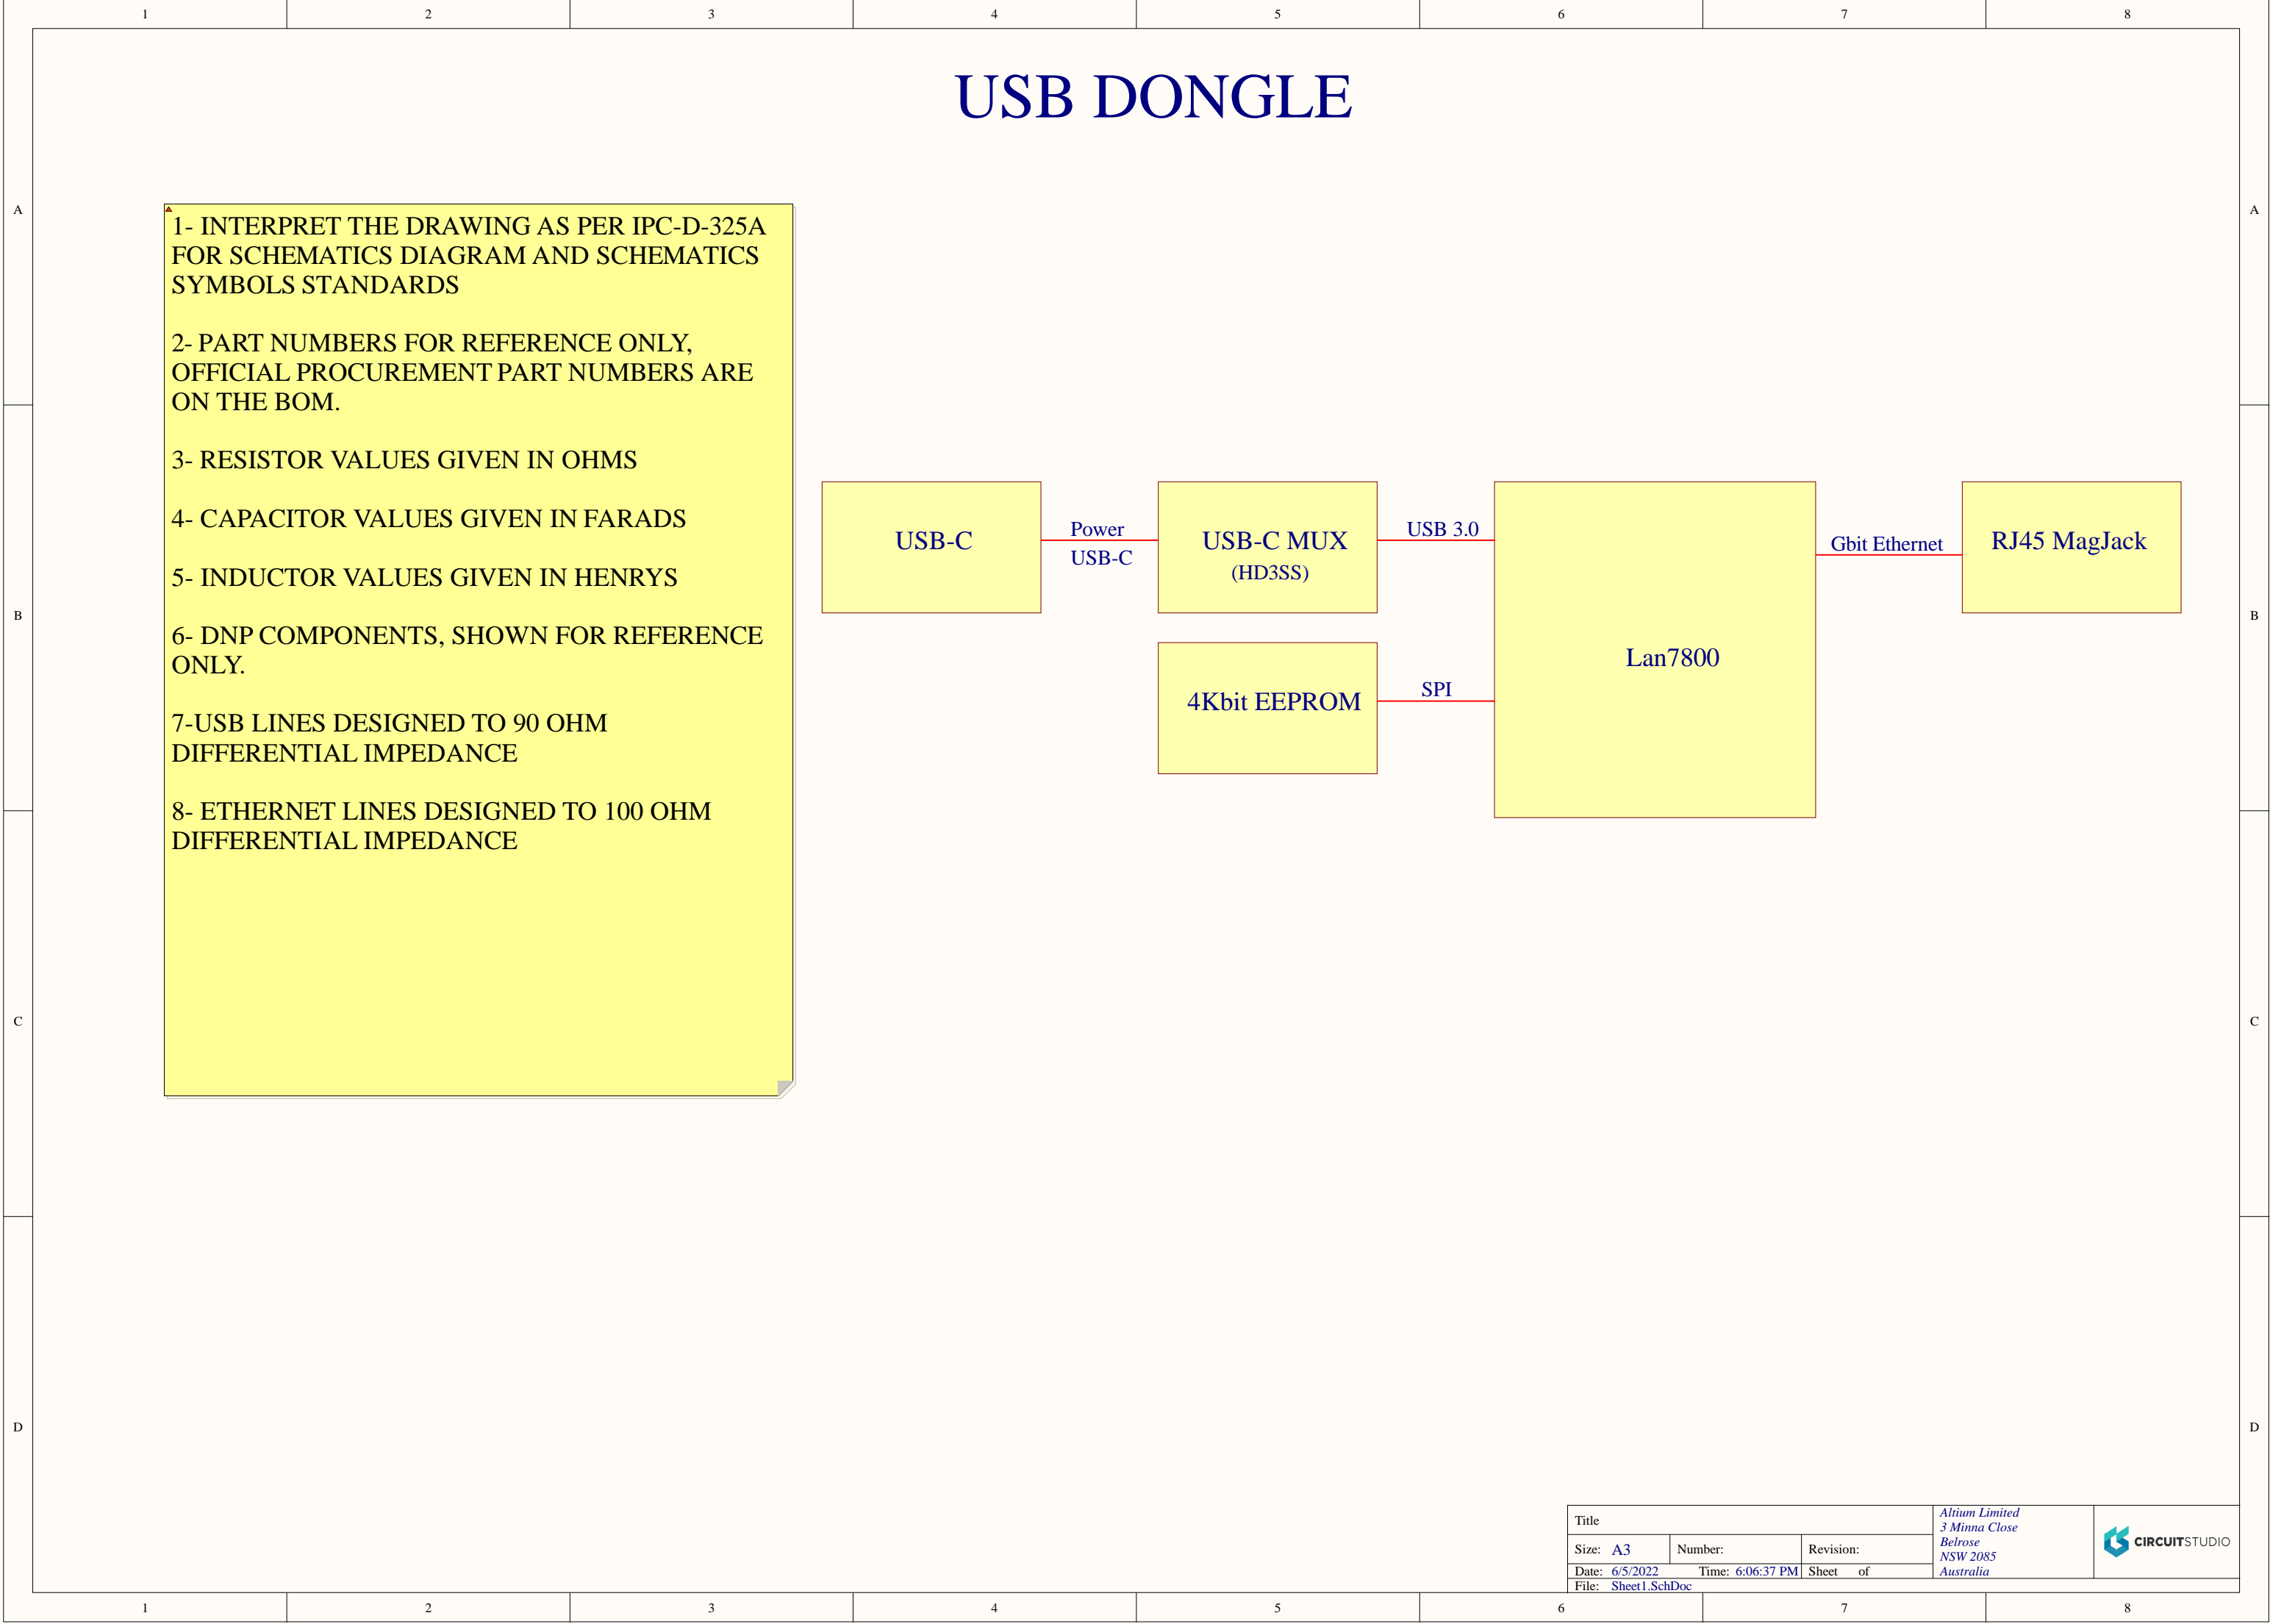 1 2 3 4 5 6 7 8
USB DONGLE
A A
1- INTERPRET THE DRAWING AS PER IPC-D-325A
FOR SCHEMATICS DIAGRAM AND SCHEMATICS
SYMBOLS STANDARDS
2- PART NUMBERS FOR REFERENCE ONLY,
OFFICIAL PROCUREMENT PART NUMBERS ARE
ON THE BOM.
3- RESISTOR VALUES GIVEN IN OHMS
4- CAPACITOR VALUES GIVEN IN FARADS
5- INDUCTOR VALUES GIVEN IN HENRYS
6- DNP COMPONENTS, SHOWN FOR REFERENCE
ONLY.
7-USB LINES DESIGNED TO 90 OHM
DIFFERENTIAL IMPEDANCE
8- ETHERNET LINES DESIGNED TO 100 OHM
DIFFERENTIAL IMPEDANCE
USB-C
Power
USB-C
USB-C MUX
(HD3SS)
USB 3.0
4Kbit EEPROM
SPI
Lan7800
Gbit Ethernet
RJ45 MagJack
B B
C C
D D
Title
Size: A3 Number: Revision:
Date: 6/5/2022 Time: 6:06:37 PM Sheet of
File: Sheet1.SchDoc
Altium Limited
3 Minna Close
Belrose
NSW 2085
Australia
CIRCUITSTUDIO
1 2 3 4 5 6 7 8